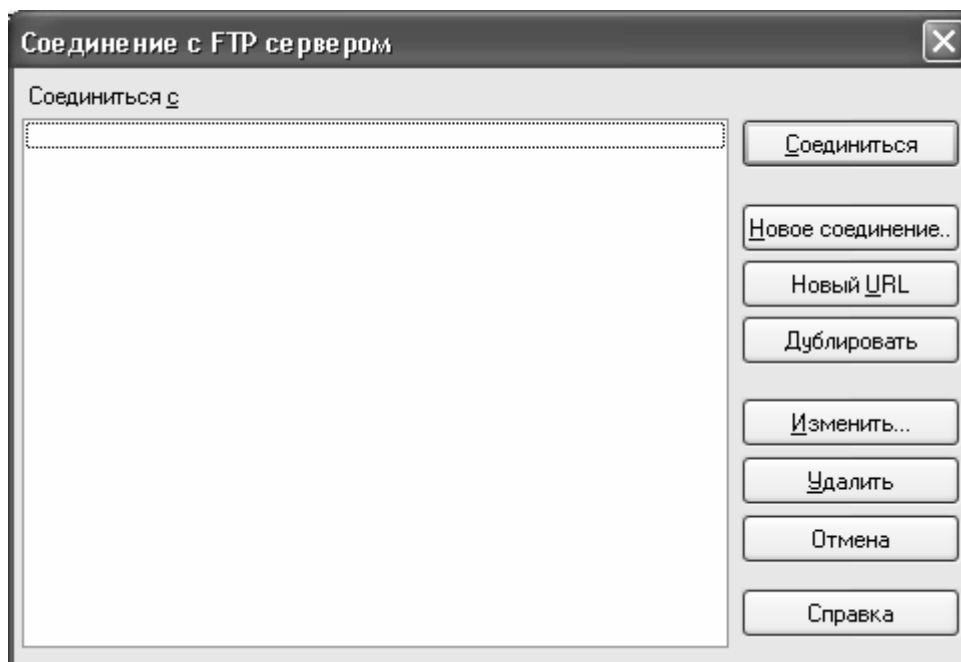 Соединение с FTP сервером
Соединиться с
Соединиться
Новое соединение..
Новый URL
Дублировать
Изменить...
Удалить
Отмена
Справка